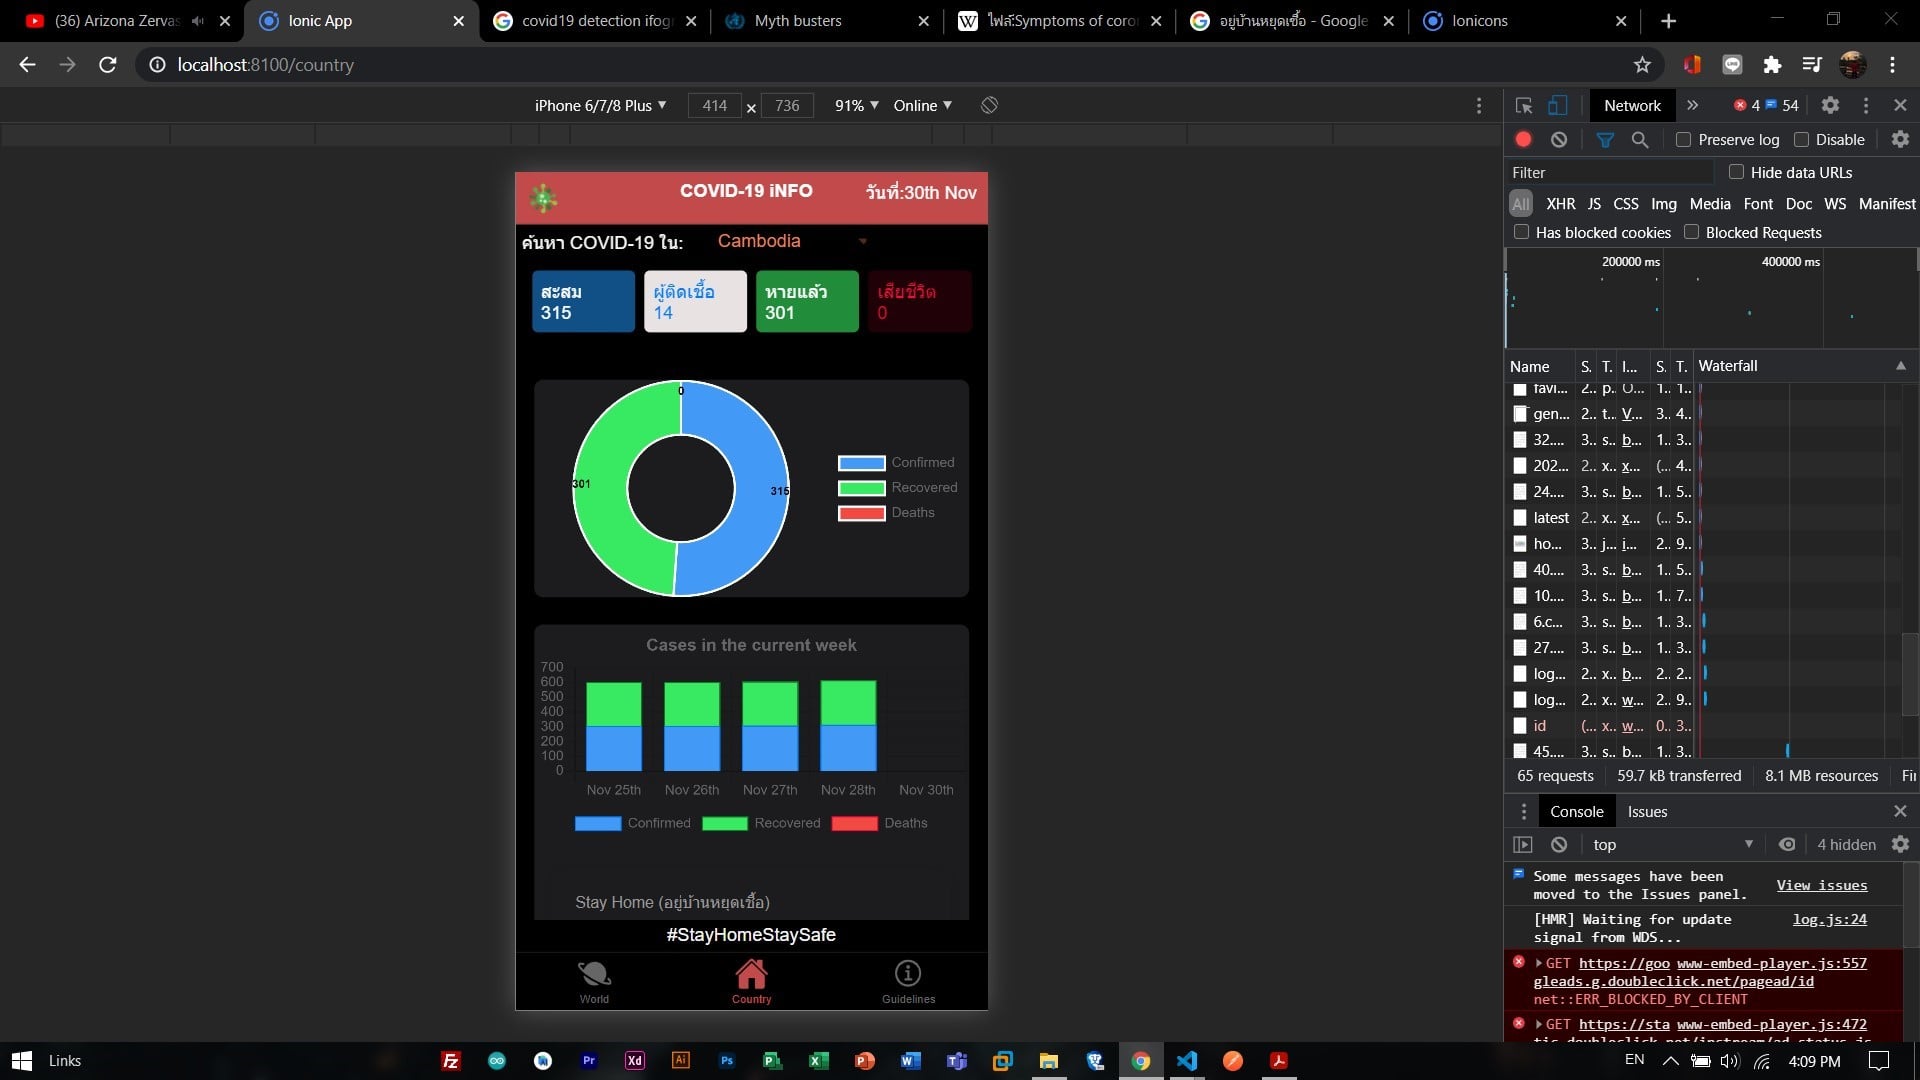 (36) Arizona Zervas
Ionic App
covid19 detection ifog
Myth busters
ไฟล์:Symptoms of coro
อยู่บ้านหยุดเชื้อ - Google
Ionicons
localhost:8100/country
iPhone 6/7/8 Plus
414 × 736
91%
Online
Network
4
54
Preserve log
Disable
Filter
Hide data URLs
All XHR JS CSS Img Media Font Doc WS Manifest
Has blocked cookies
Blocked Requests
200000 ms
400000 ms
Name S. T. I... S. T. Waterfall
favi... 2.. p.. O... 1.. 1..
gen... 2.. t... V... 3.. 4..
32.... 3.. s.. b... 1.. 3..
202... 2.. x.. x... (... 4..
24.... 3.. s.. b... 1.. 5..
latest 2.. x.. x... (... 5..
ho... 3.. j... i... 2.. 9..
40.... 3.. s.. b... 1.. 5..
10.... 3.. s.. b... 1.. 7..
6.c... 3.. s.. b... 1.. 3..
27.... 3.. s.. b... 1.. 3..
log... 2.. x.. b... 2.. 2..
log... 2.. x.. w... 2.. 9..
id (... x.. w... 0.. 3..
45.... 3.. s.. b... 1.. 3..
65 requests
59.7 kB transferred
8.1 MB resources
Fi
Console
Issues
top
4 hidden
Some messages have been
moved to the Issues panel.
View issues
[HMR] Waiting for update
signal from WDS...
log.js:24
GET https://goo www-embed-player.js:557
gleads.g.doubleclick.net/pagead/id
net::ERR_BLOCKED_BY_CLIENT
GET https://sta www-embed-player.js:472
tic.doubleclick.net/instream/ad_status.js
COVID-19 iNFO
วันที่:30th Nov
ค้นหา COVID-19 ใน:
Cambodia
สะสม
315
ผู้ติดเชื้อ
14
หายแล้ว
301
เสียชีวิต
0
0
301
315
Confirmed
Recovered
Deaths
Cases in the current week
700
600
500
400
300
200
100
0
Nov 25th
Nov 26th
Nov 27th
Nov 28th
Nov 30th
Confirmed
Recovered
Deaths
Stay Home (อยู่บ้านหยุดเชื้อ)
#StayHomeStaySafe
World
Country
Guidelines
Links
Fz
Pr
Xd
Ai
Ps
EN
4:09 PM